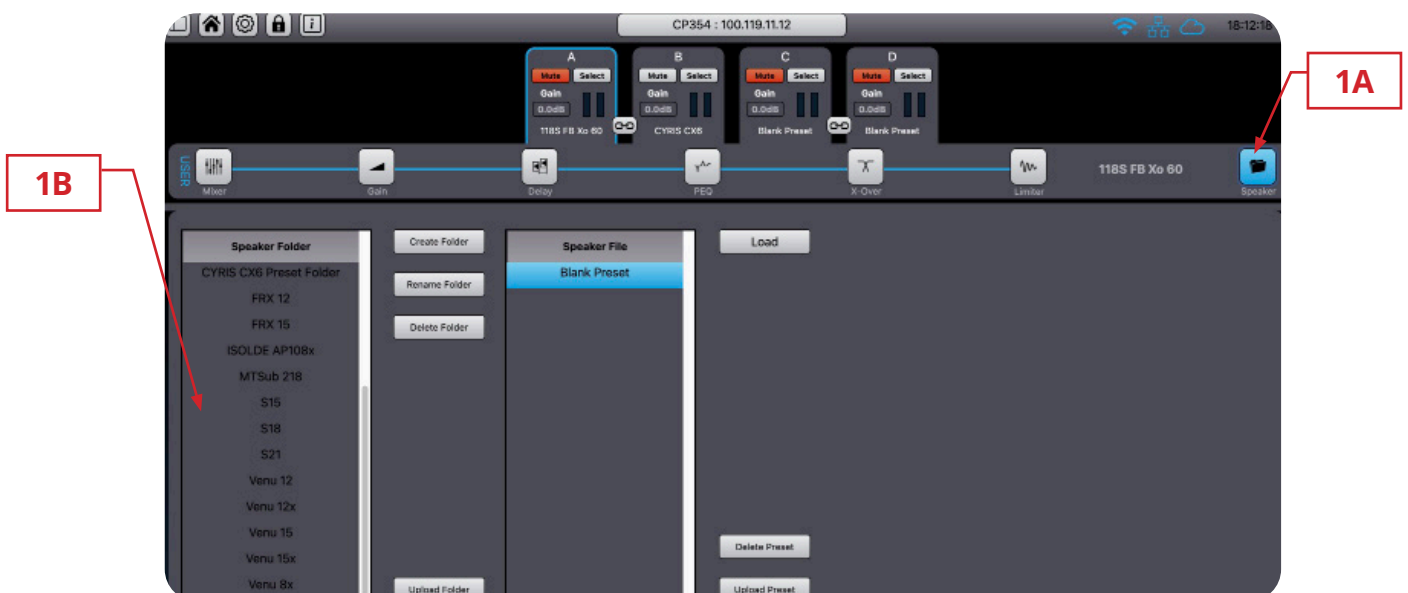 CP354 : 100.119.11.12
18:12:18
A
Mute Select
Gain
0.0dB
118S FB Xo 60
B
Mute Select
Gain
0.0dB
CYRIS CX6
C
Mute Select
Gain
0.0dB
Blank Preset
D
Mute Select
Gain
0.0dB
Blank Preset
1A
1B
USER
Mixer
Gain
Delay
PEQ
X-Over
Limiter
118S FB Xo 60
Speaker
Speaker Folder
CYRIS CX6 Preset Folder
FRX 12
FRX 15
ISOLDE AP108x
MTSub 218
S15
S18
S21
Venu 12
Venu 12x
Venu 15
Venu 15x
Venu 8x
Create Folder
Rename Folder
Delete Folder
Upload Folder
Speaker File
Blank Preset
Load
Delete Preset
Upload Preset